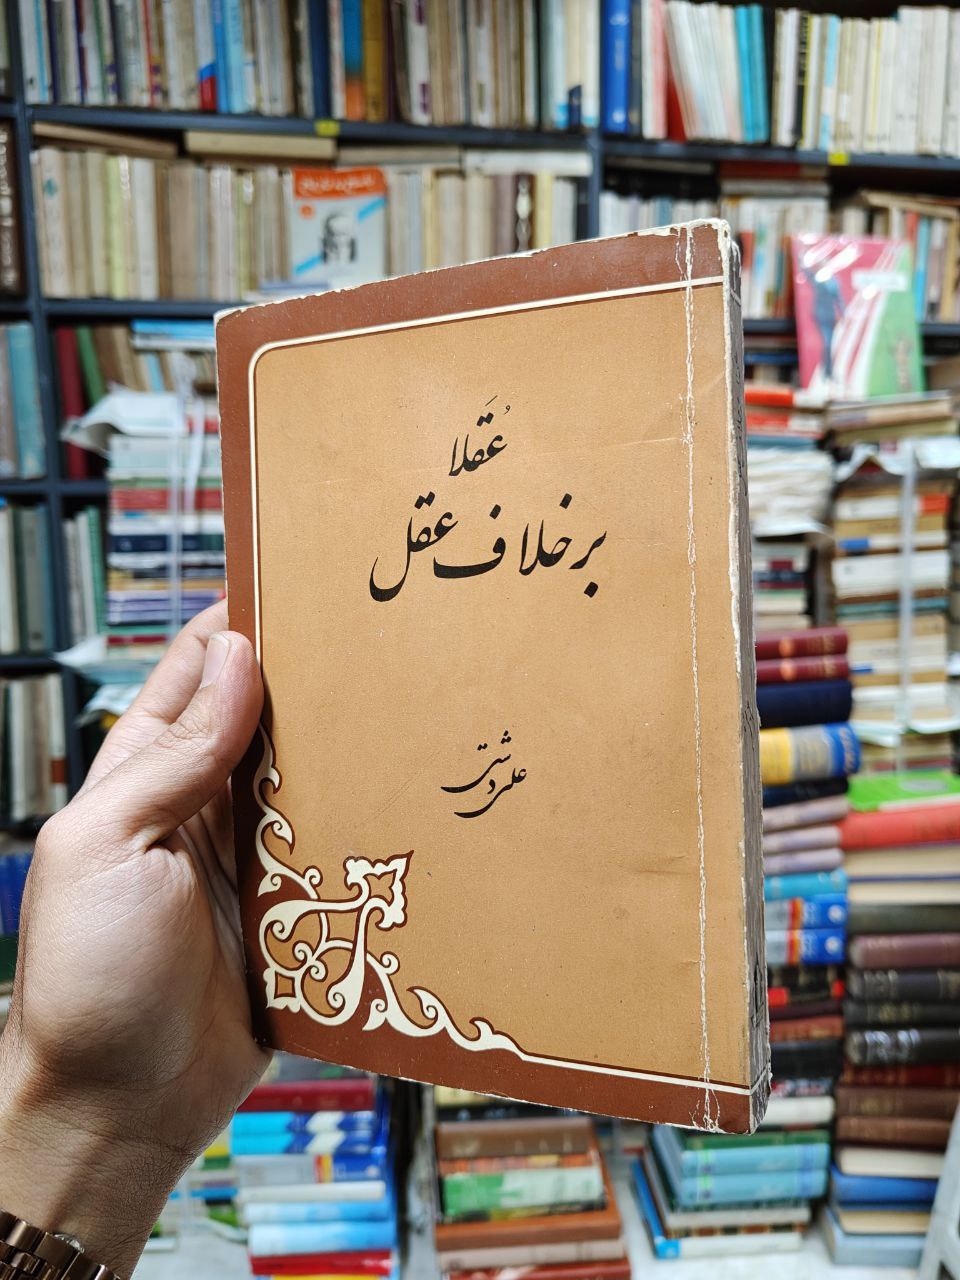 عُقَلا
بر خلاف عقل
علی دشتی